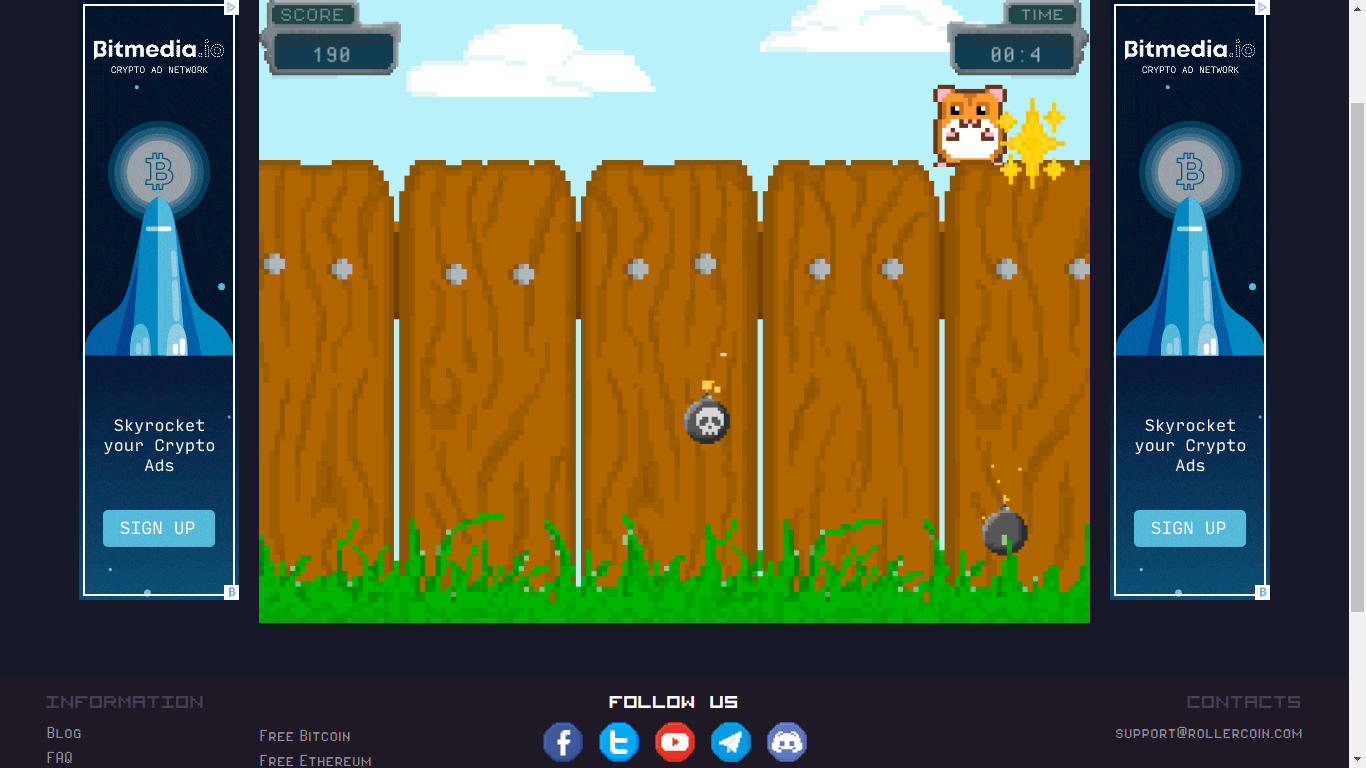 Bitmedia.io
CRYPTO AD NETWORK
Skyrocket
your Crypto
Ads
SIGN UP
SCORE
190
TIME
00:4
Bitmedia.io
CRYPTO AD NETWORK
Skyrocket
your Crypto
Ads
SIGN UP
INFORMATION
Blog
FAQ
Free Bitcoin
Free Ethereum
Follow us
CONTACTS
support@rollercoin.com